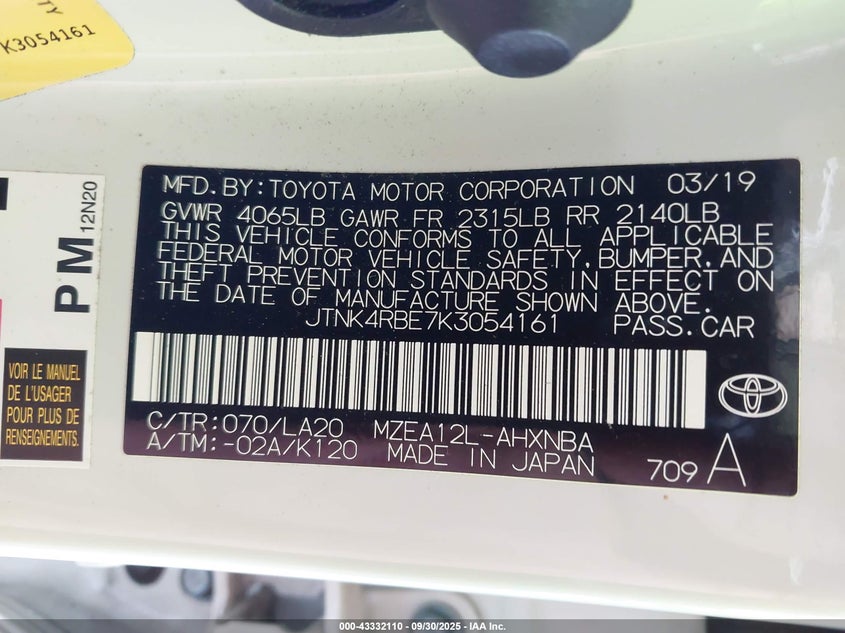 TY
K3054161
PM
12N20
VOIR LE MANUEL
DE L'USAGER
POUR PLUS DE
RENSEIGNEMENTS.
MFD.BY:TOYOTA MOTOR CORPORATION 03/19
GVWR 4065LB GAWR FR 2315LB RR 2140LB
THIS VEHICLE CONFORMS TO ALL APPLICABLE
FEDERAL MOTOR VEHICLE SAFETY,BUMPER,AND
THEFT PREVENTION STANDARDS IN EFFECT ON
THE DATE OF MANUFACTURE SHOWN ABOVE.
JTNK4RBE7K3054161 PASS.CAR
C/TR:070/LA20 MZEA12L-AHXNBA
A/TM:-02A/K120 MADE IN JAPAN 709 A
000-43332110 - 09/30/2025 - IAA Inc.